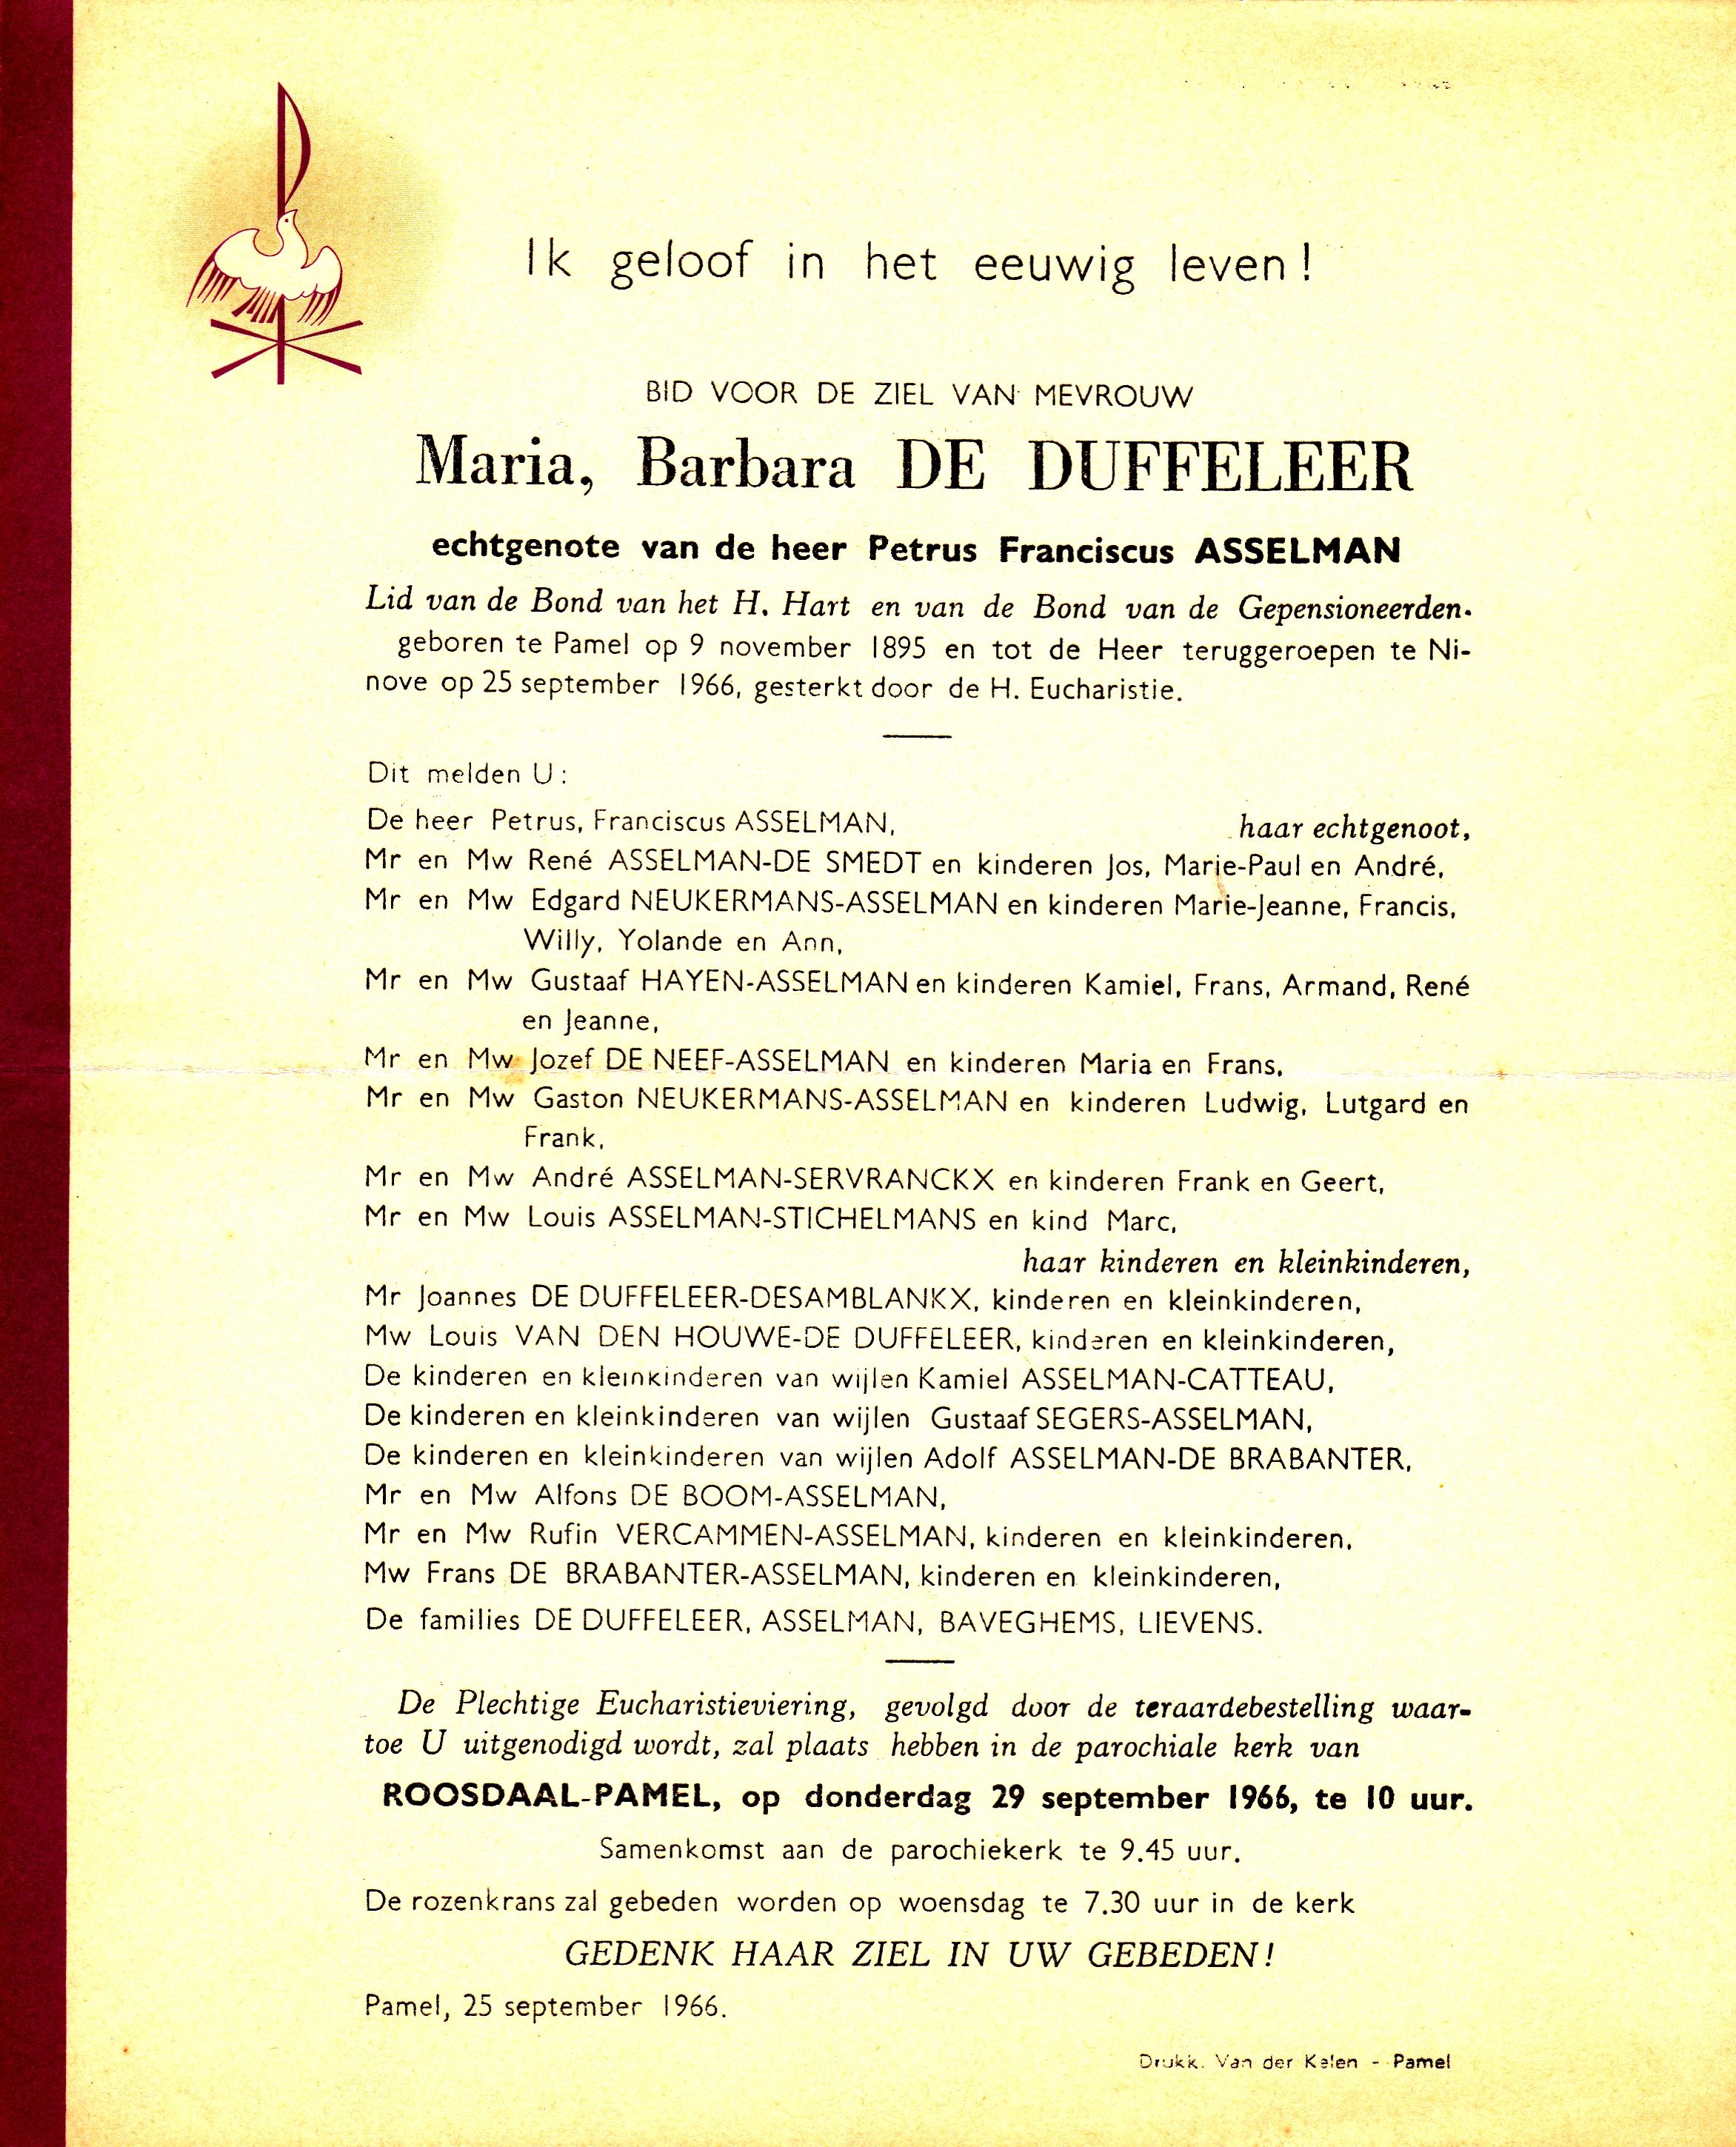 Ik geloof in het eeuwig leven !
BID VOOR DE ZIEL VAN MEVROUW
Maria, Barbara DE DUFFELEER
echtgenote van de heer Petrus Franciscus ASSELMAN
Lid van de Bond van het H. Hart en van de Bond van de Gepensioneerden.
geboren te Pamel op 9 november 1895 en tot de Heer teruggeroepen te Ni-
nove op 25 september 1966, gesterkt door de H. Eucharistie.
Dit melden U :
De heer Petrus, Franciscus ASSELMAN, haar echtgenoot,
Mr en Mw René ASSELMAN-DE SMEDT en kinderen Jos, Marie-Paul en André,
Mr en Mw Edgard NEUKERMANS-ASSELMAN en kinderen Marie-Jeanne, Francis,
Willy, Yolande en Ann,
Mr en Mw Gustaaf HAYEN-ASSELMAN en kinderen Kamiel, Frans, Armand, René
en Jeanne,
Mr en Mw Jozef DE NEEF-ASSELMAN en kinderen Maria en Frans,
Mr en Mw Gaston NEUKERMANS-ASSELMAN en kinderen Ludwig, Lutgard en
Frank,
Mr en Mw André ASSELMAN-SERVRANCKX en kinderen Frank en Geert,
Mr en Mw Louis ASSELMAN-STICHELMANS en kind Marc,
haar kinderen en kleinkinderen,
Mr Joannes DE DUFFELEER-DESAMBLANKX, kinderen en kleinkinderen,
Mw Louis VAN DEN HOUWE-DE DUFFELEER, kinderen en kleinkinderen,
De kinderen en kleinkinderen van wijlen Kamiel ASSELMAN-CATTEAU,
De kinderen en kleinkinderen van wijlen Gustaaf SEGERS-ASSELMAN,
De kinderen en kleinkinderen van wijlen Adolf ASSELMAN-DE BRABANTER,
Mr en Mw Alfons DE BOOM-ASSELMAN,
Mr en Mw Rufin VERCAMMEN-ASSELMAN, kinderen en kleinkinderen,
Mw Frans DE BRABANTER-ASSELMAN, kinderen en kleinkinderen,
De families DE DUFFELEER, ASSELMAN, BAVEGHEMS, LIEVENS.
De Plechtige Eucharistieviering, gevolgd door de teraardebestelling waar-
toe U uitgenodigd wordt, zal plaats hebben in de parochiale kerk van
ROOSDAAL-PAMEL, op donderdag 29 september 1966, te 10 uur.
Samenkomst aan de parochiekerk te 9.45 uur.
De rozenkrans zal gebeden worden op woensdag te 7.30 uur in de kerk
GEDENK HAAR ZIEL IN UW GEBEDEN !
Pamel, 25 september 1966.
Drukk. Van der Kelen - Pamel